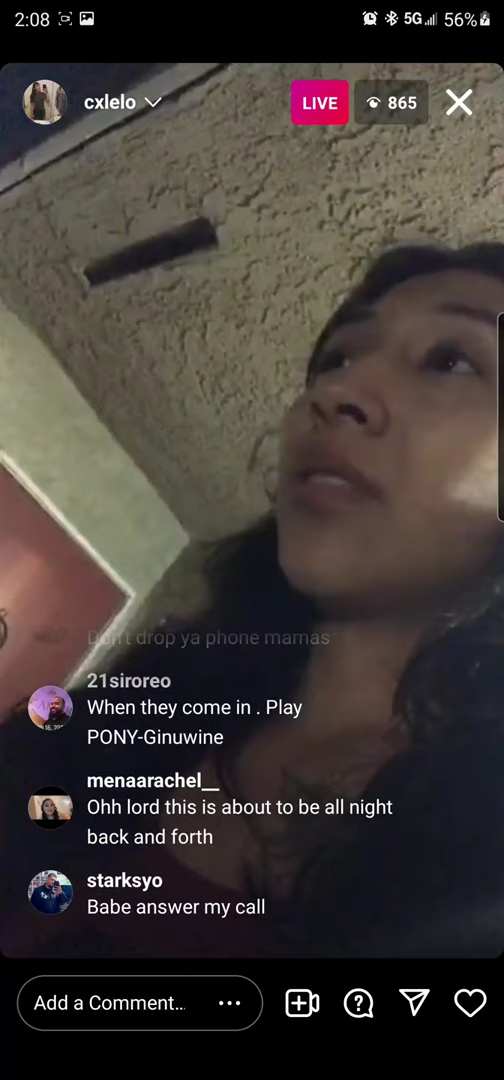 2:08
5G 56%
cxlelo
LIVE
865
Don't drop ya phone mamas
21siroreo
When they come in . Play
PONY-Ginuwine
menaarachel__
Ohh lord this is about to be all night
back and forth
starksyo
Babe answer my call
Add a Comment...